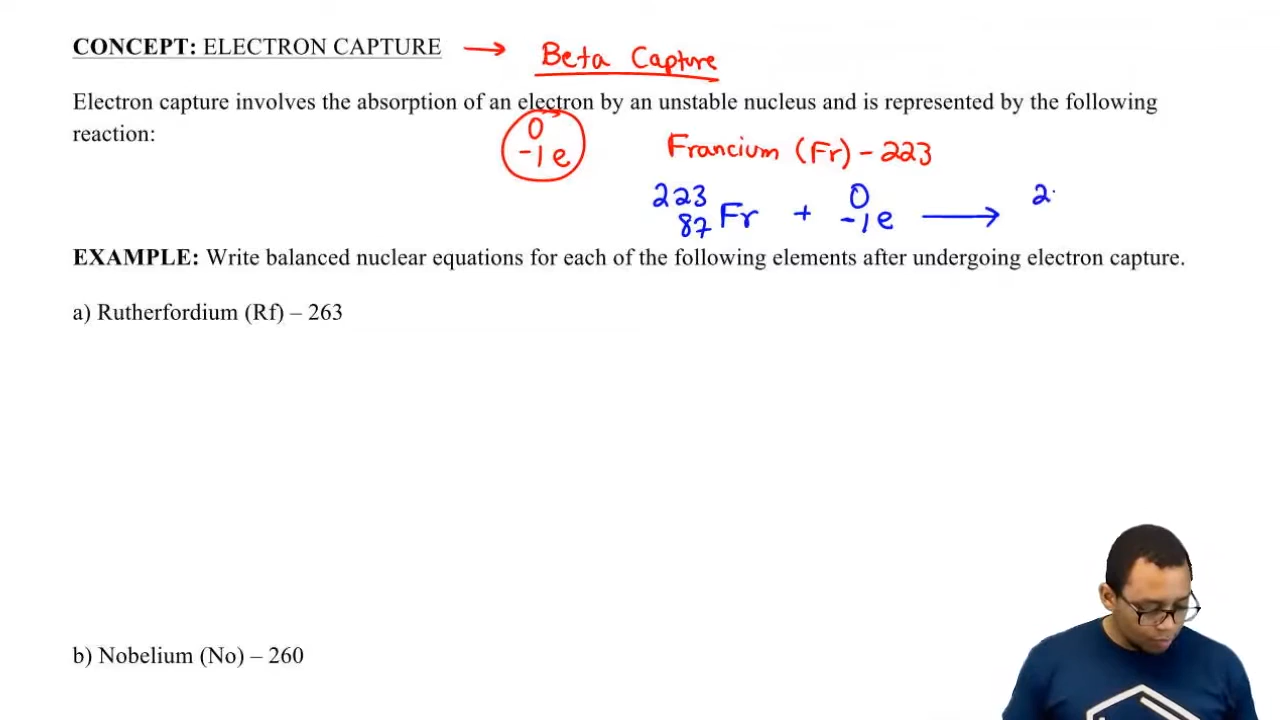 CONCEPT: ELECTRON CAPTURE → Beta Capture
Electron capture involves the absorption of an electron by an unstable nucleus and is represented by the following
reaction:
0
-1 e
Francium (Fr) - 223
223
87 Fr + 0
-1 e → 2
EXAMPLE: Write balanced nuclear equations for each of the following elements after undergoing electron capture.
a) Rutherfordium (Rf) – 263
b) Nobelium (No) – 260